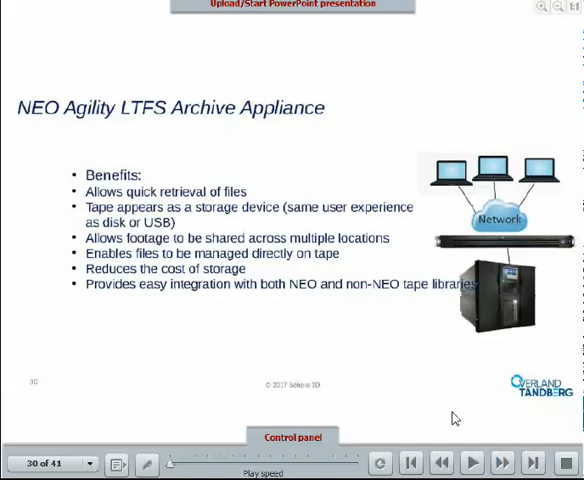 Upload/Start PowerPoint presentation
1:1
NEO Agility LTFS Archive Appliance
• Benefits:
• Allows quick retrieval of files
• Tape appears as a storage device (same user experience
as disk or USB)
• Allows footage to be shared across multiple locations
• Enables files to be managed directly on tape
• Reduces the cost of storage
• Provides easy integration with both NEO and non-NEO tape libraries
Network
30
© 2017 Sphere 3D
OVERLAND
TANDBERG
Control panel
30 of 41
Play speed